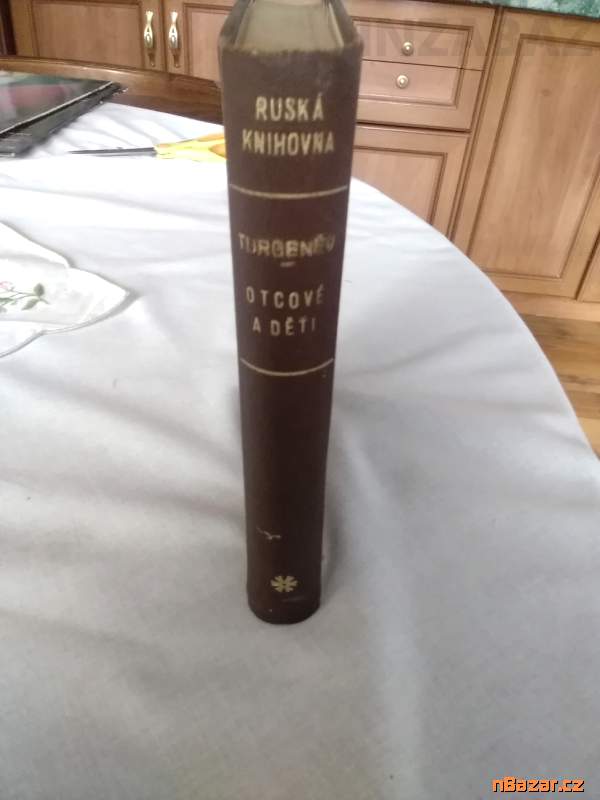 RUSKÁ
KNIHOVNA
TURGENĚV
OTCOVÉ
A DĚTI
nBazar.cz